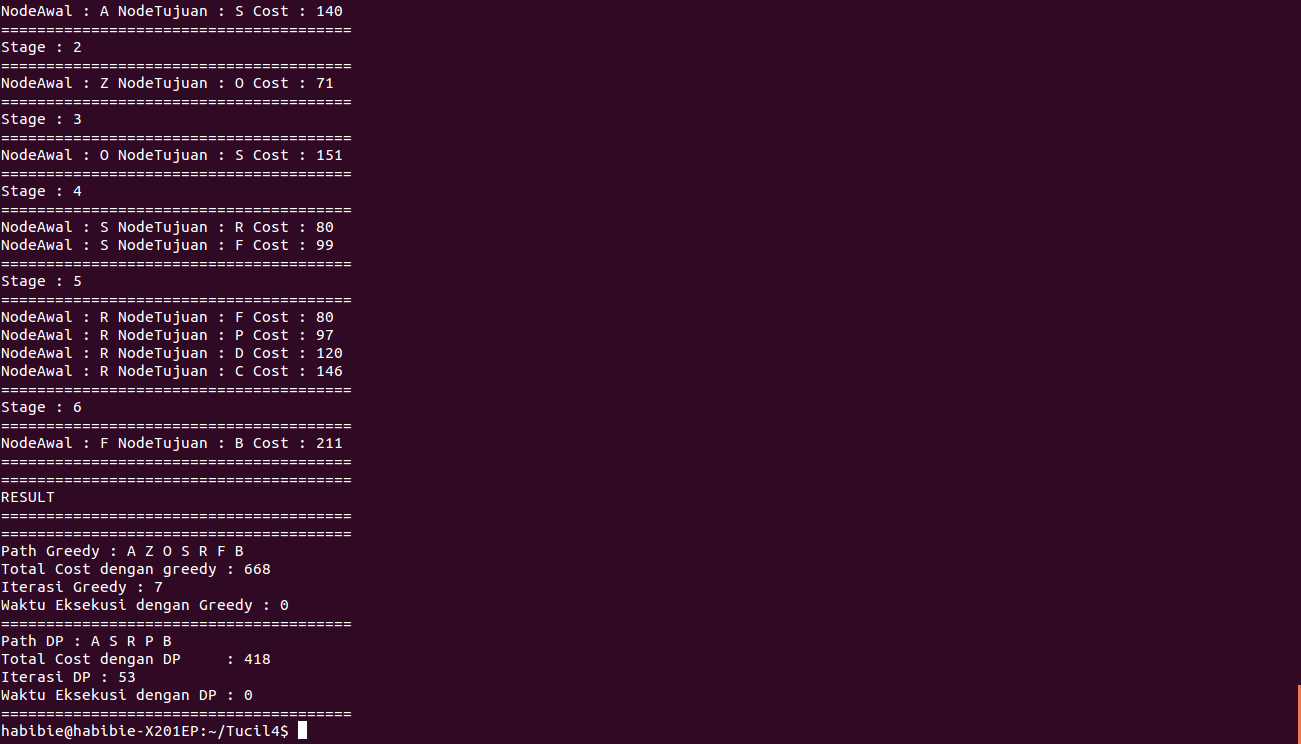 NodeAwal : A NodeTujuan : S Cost : 140
=======================================
Stage : 2
=======================================
NodeAwal : Z NodeTujuan : O Cost : 71
=======================================
Stage : 3
=======================================
NodeAwal : O NodeTujuan : S Cost : 151
=======================================
Stage : 4
=======================================
NodeAwal : S NodeTujuan : R Cost : 80
NodeAwal : S NodeTujuan : F Cost : 99
=======================================
Stage : 5
=======================================
NodeAwal : R NodeTujuan : F Cost : 80
NodeAwal : R NodeTujuan : P Cost : 97
NodeAwal : R NodeTujuan : D Cost : 120
NodeAwal : R NodeTujuan : C Cost : 146
=======================================
Stage : 6
=======================================
NodeAwal : F NodeTujuan : B Cost : 211
=======================================
=======================================
RESULT
=======================================
=======================================
Path Greedy : A Z O S R F B
Total Cost dengan greedy : 668
Iterasi Greedy : 7
Waktu Eksekusi dengan Greedy : 0
=======================================
Path DP : A S R P B
Total Cost dengan DP     : 418
Iterasi DP : 53
Waktu Eksekusi dengan DP : 0
=======================================
habibie@habibie-X201EP:~/Tucil4$